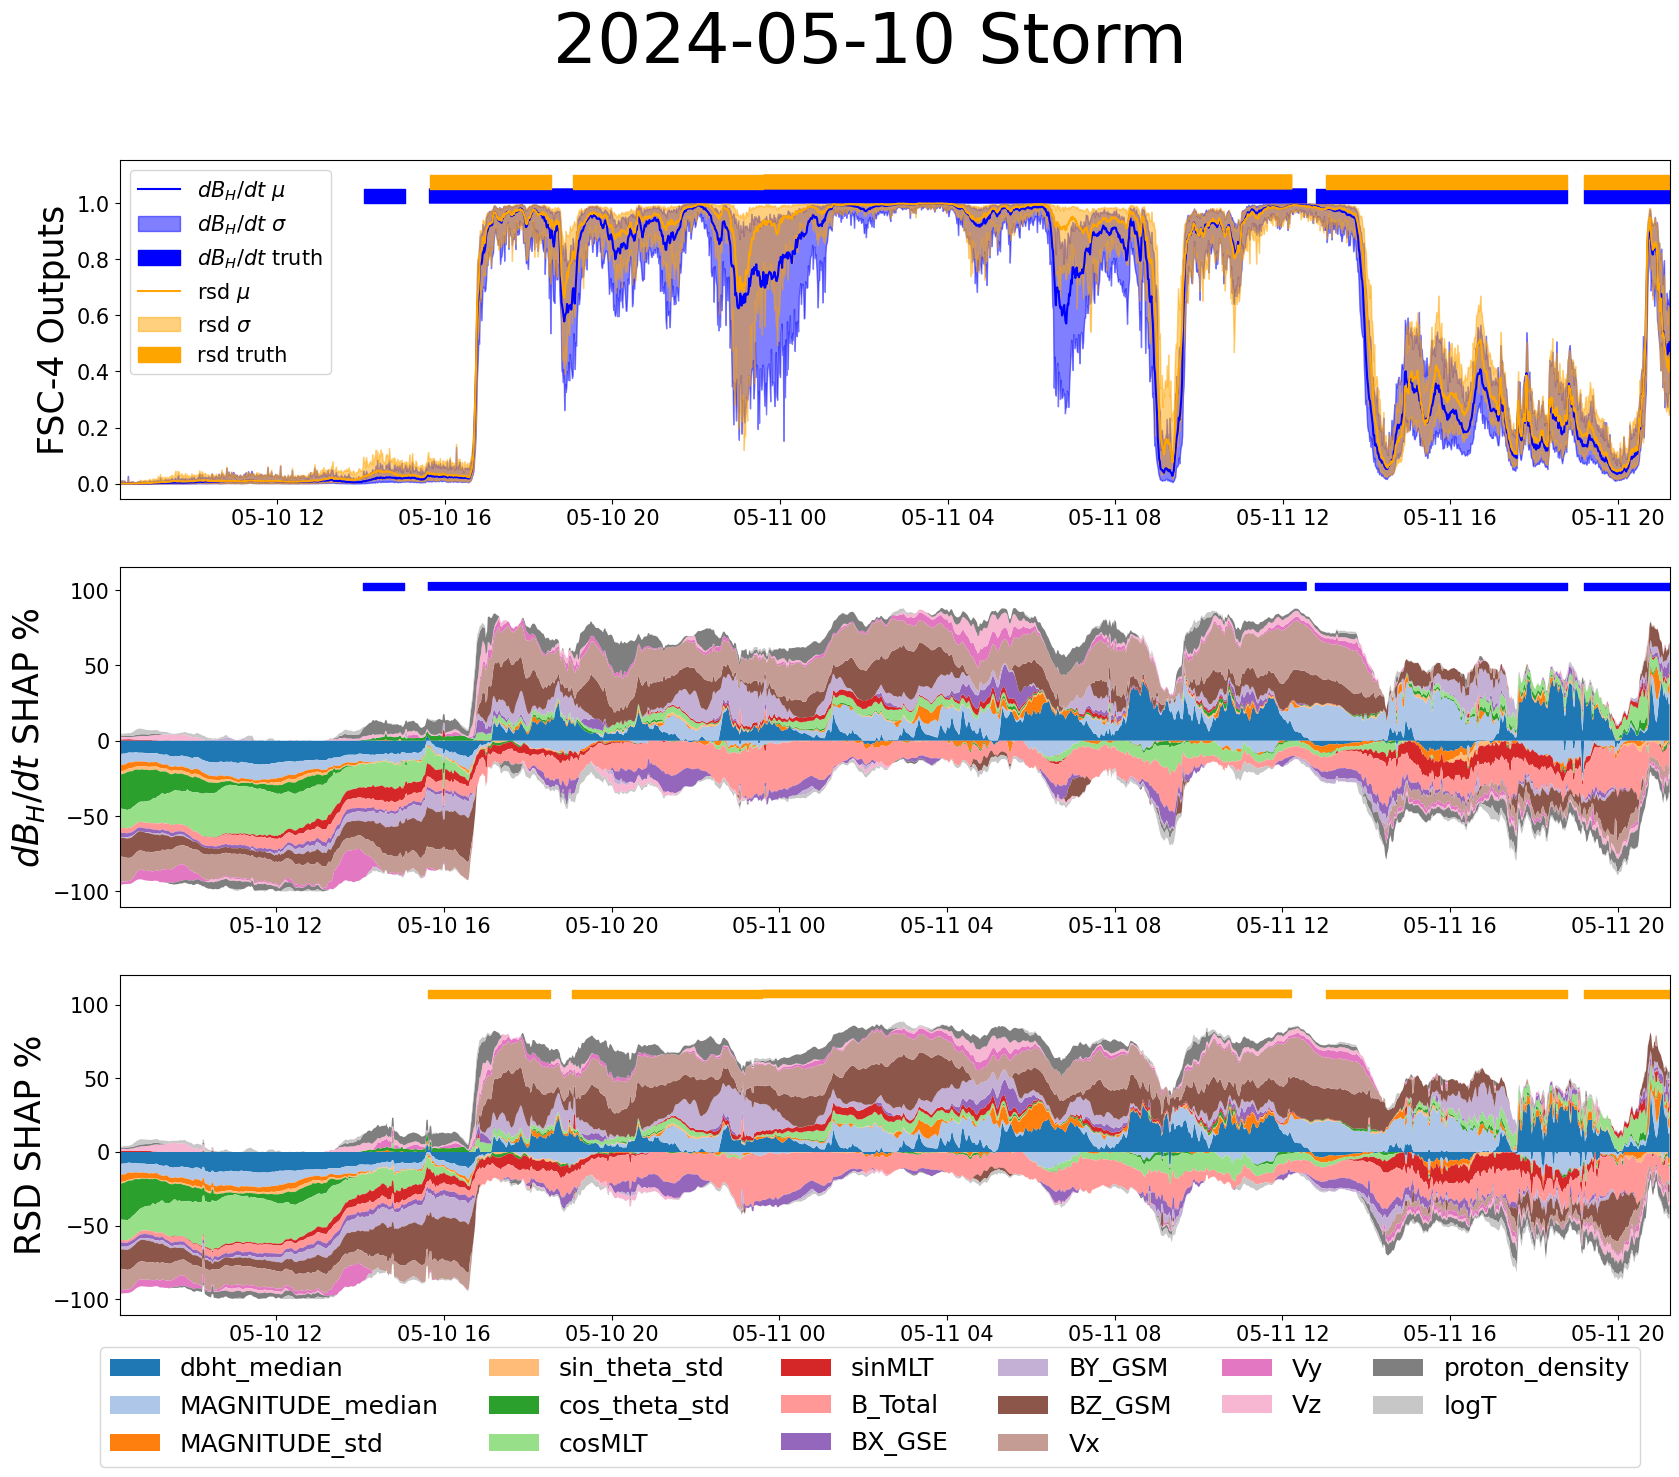 2024-05-10 Storm
FSC-4 Outputs
1.0
0.8
0.6
0.4
0.2
0.0
dB_H/dt μ
dB_H/dt σ
dB_H/dt truth
rsd μ
rsd σ
rsd truth
05-10 12 05-10 16 05-10 20 05-11 00 05-11 04 05-11 08 05-11 12 05-11 16 05-11 20
dB_H/dt SHAP %
100
50
0
−50
−100
05-10 12 05-10 16 05-10 20 05-11 00 05-11 04 05-11 08 05-11 12 05-11 16 05-11 20
RSD SHAP %
100
50
0
−50
−100
05-10 12 05-10 16 05-10 20 05-11 00 05-11 04 05-11 08 05-11 12 05-11 16 05-11 20
dbht_median sin_theta_std sinMLT BY_GSM Vy proton_density
MAGNITUDE_median cos_theta_std B_Total BZ_GSM Vz logT
MAGNITUDE_std cosMLT BX_GSE Vx